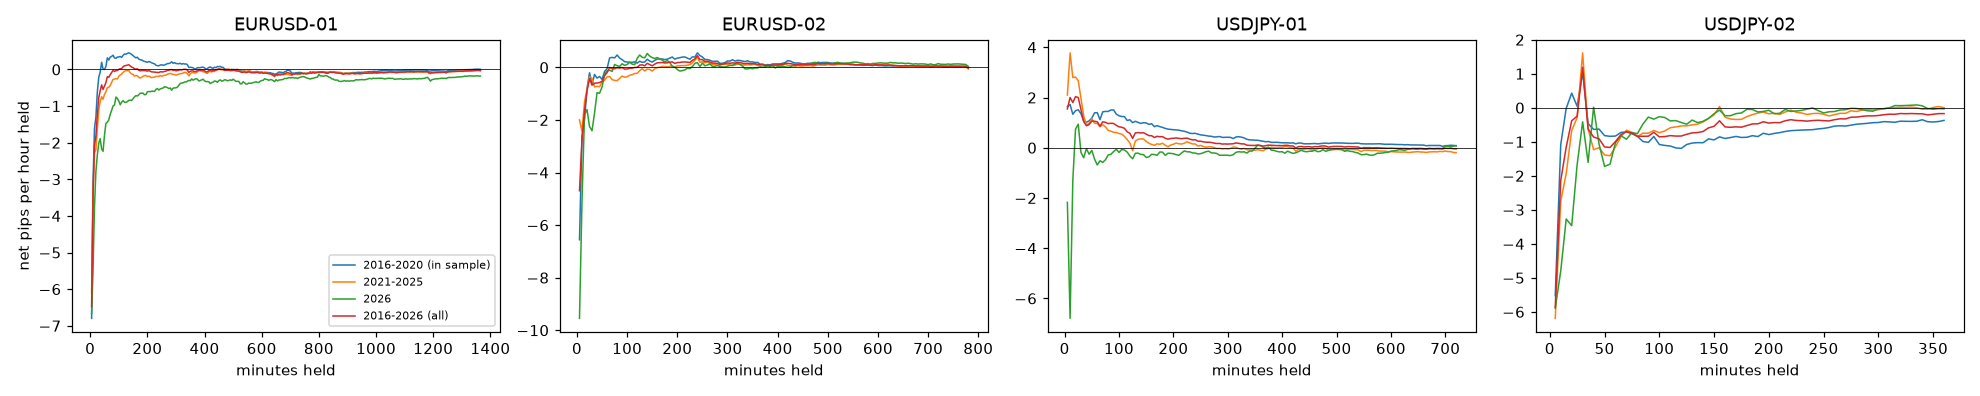 EURUSD-01
EURUSD-02
USDJPY-01
USDJPY-02
net pips per hour held
0
−1
−2
−3
−4
−5
−6
−7
2016-2020 (in sample)
2021-2025
2026
2016-2026 (all)
0 200 400 600 800 1000 1200 1400
minutes held
0
−2
−4
−6
−8
−10
0 100 200 300 400 500 600 700 800
minutes held
4
2
0
−2
−4
−6
0 100 200 300 400 500 600 700
minutes held
2
1
0
−1
−2
−3
−4
−5
−6
0 50 100 150 200 250 300 350
minutes held